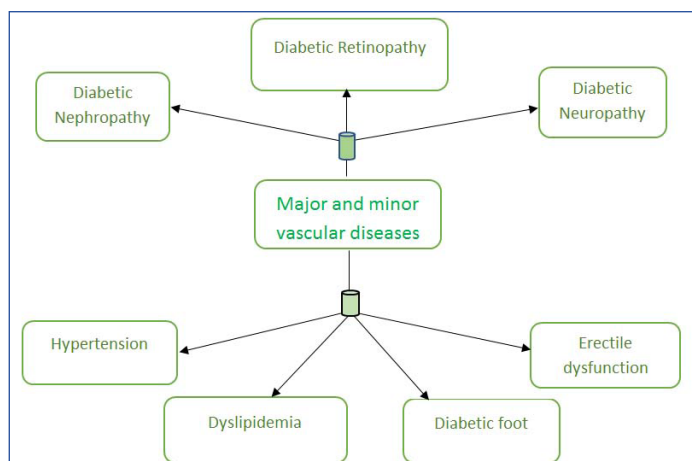 Diabetic Retinopathy
Diabetic
Nephropathy
Diabetic
Neuropathy
Major and minor
vascular diseases
Hypertension
Erectile
dysfunction
Dyslipidemia
Diabetic foot